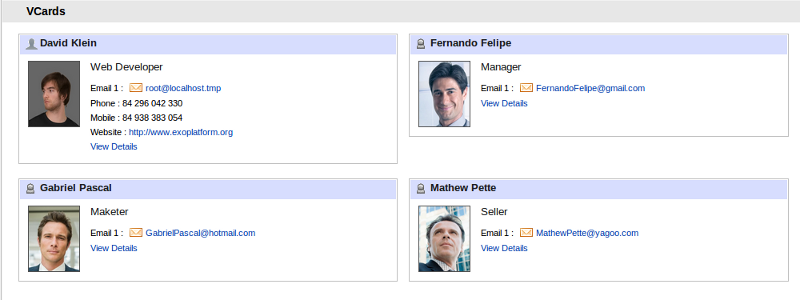 VCards
David Klein
Web Developer
Email 1 : root@localhost.tmp
Phone : 84 296 042 330
Mobile : 84 938 383 054
Website : http://www.exoplatform.org
View Details
Fernando Felipe
Manager
Email 1 : FernandoFelipe@gmail.com
View Details
Gabriel Pascal
Maketer
Email 1 : GabrielPascal@hotmail.com
View Details
Mathew Pette
Seller
Email 1 : MathewPette@yagoo.com
View Details